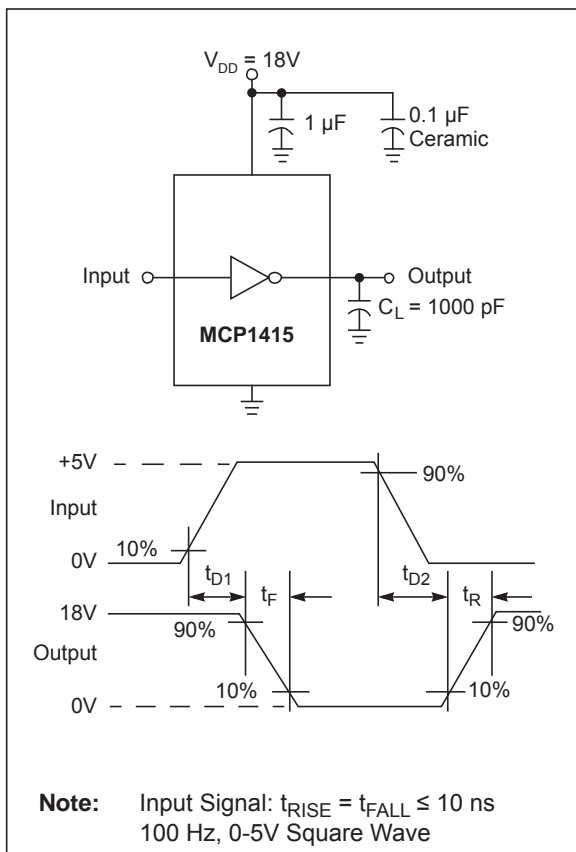 V_DD = 18V
1 µF
0.1 µF
Ceramic
Input
Output
C_L = 1000 pF
MCP1415
+5V
90%
Input
10%
0V
t_D1
t_F
t_D2
t_R
18V
90%
90%
Output
10%
10%
0V
Note: Input Signal: t_RISE = t_FALL ≤ 10 ns
100 Hz, 0-5V Square Wave